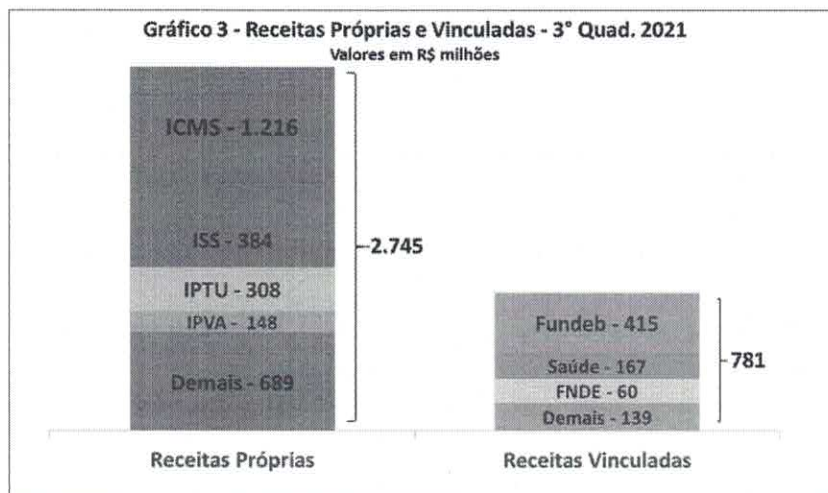 Gráfico 3 - Receitas Próprias e Vinculadas - 3° Quad. 2021
Valores em R$ milhões
ICMS - 1.216
ISS - 384
IPTU - 308
IPVA - 148
Demais - 689
2.745
Receitas Próprias
Fundeb - 415
Saúde - 167
FNDE - 60
Demais - 139
781
Receitas Vinculadas